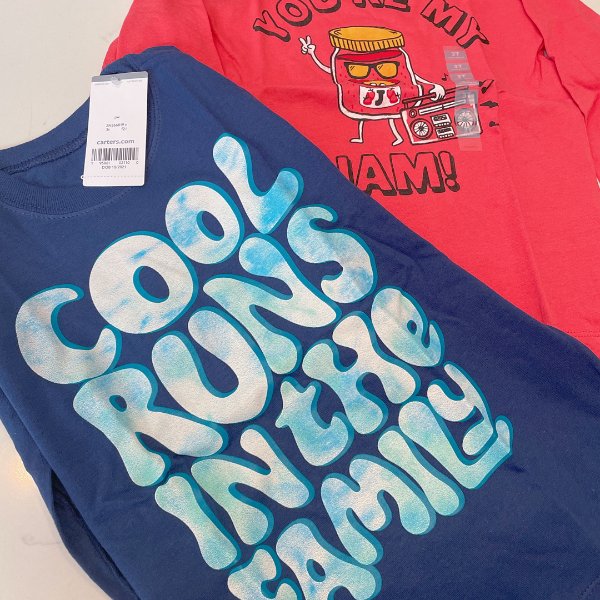 YOU'RE MY
JAM!
carters.com
COOL
RUNS
IN the
FAMILY